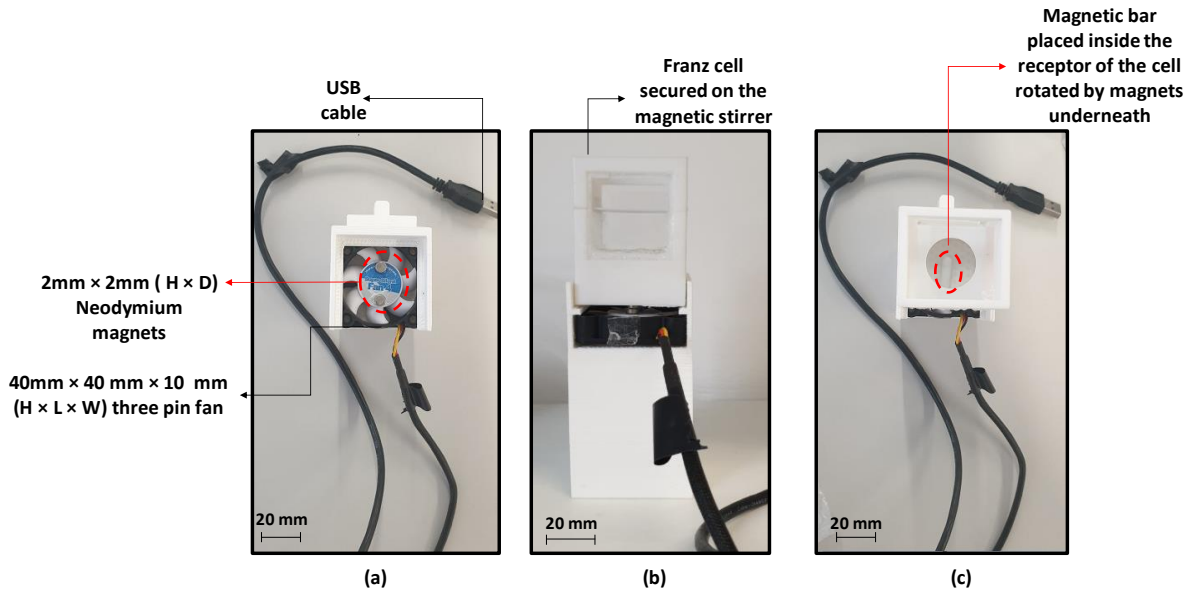 USB
cable
Franz cell
secured on the
magnetic stirrer
Magnetic bar
placed inside the
receptor of the cell
rotated by magnets
underneath
2mm × 2mm ( H × D)
Neodymium
magnets
40mm × 40 mm × 10  mm
(H × L × W) three pin fan
Fan
20 mm
20 mm
20 mm
(a)
(b)
(c)